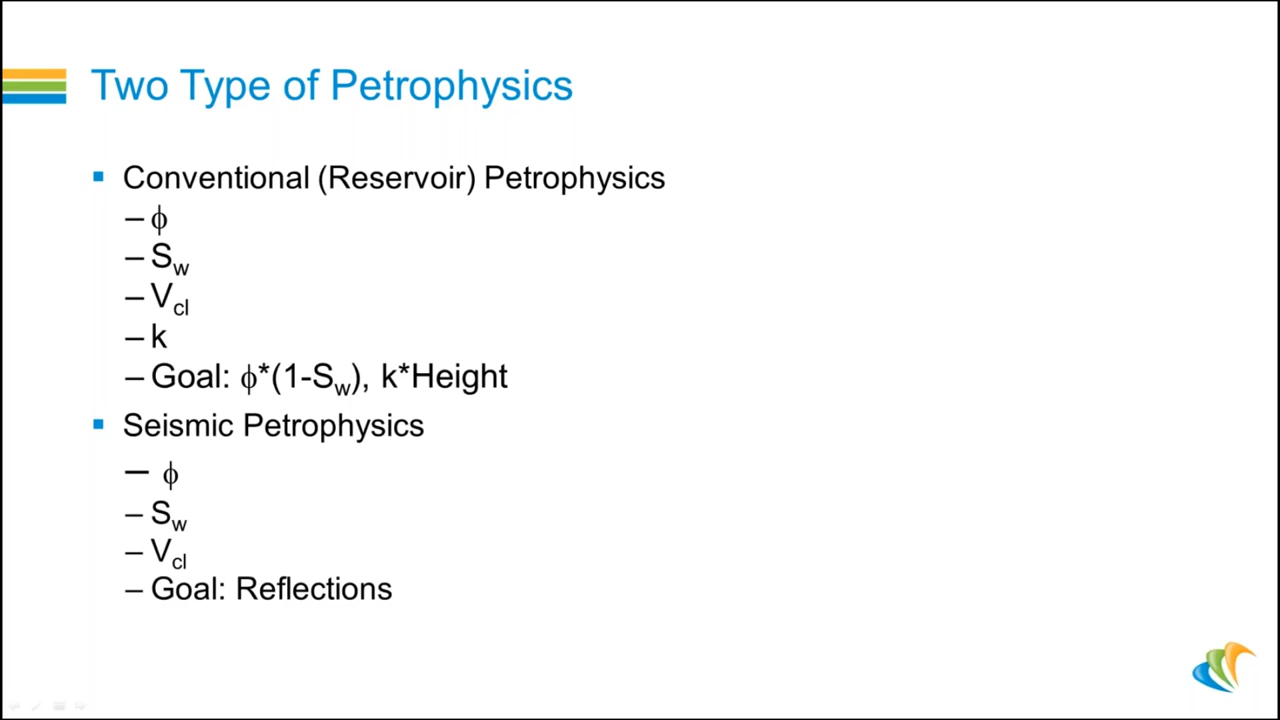 Two Type of Petrophysics
▪ Conventional (Reservoir) Petrophysics
– ϕ
– Sw
– Vcl
– k
– Goal: ϕ*(1-Sw), k*Height
▪ Seismic Petrophysics
– ϕ
– Sw
– Vcl
– Goal: Reflections